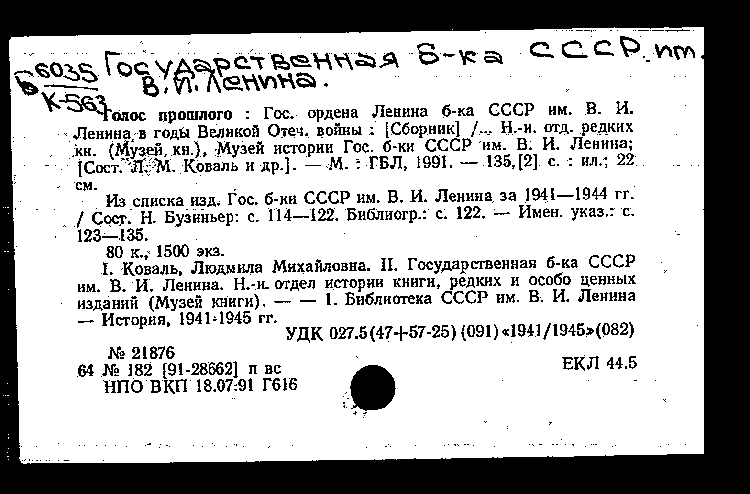 Государственная б-ка СССР им.
Б6035 В.И. Ленина.
К-563
Голос прошлого : Гос. ордена Ленина б-ка СССР им. В. И.
Ленина в годы Великой Отеч. войны : [Сборник] /... Н.-и. отд. редких
кн. (Музей кн.), Музей истории Гос. б-ки СССР им. В. И. Ленина;
[Сост. Л. М. Коваль и др.]. — М. : ГБЛ, 1991. — 135,[2] с. : ил.; 22
см.
Из списка изд. Гос. б-ки СССР им. В. И. Ленина за 1941—1944 гг.
/ Сост. Н. Бузиньер: с. 114—122. Библиогр.: с. 122. — Имен. указ.: с.
123—135.
80 к., 1500 экз.
I. Коваль, Людмила Михайловна. II. Государственная б-ка СССР
им. В. И. Ленина. Н.-и. отдел истории книги, редких и особо ценных
изданий (Музей книги). — — 1. Библиотека СССР им. В. И. Ленина
— История, 1941-1945 гг.
УДК 027.5(47+57-25) (091) «1941/1945»(082)
№ 21876
64 № 182 [91-28662] п вс ЕКЛ 44.5
НПО ВКП 18.07.91 Г616